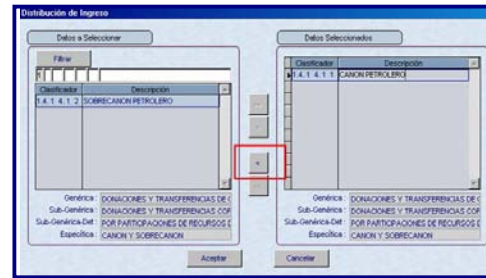 Distribución de Ingreso
Datos a Seleccionar
Datos Seleccionados
Filtrar
1
Clasificador Descripción
1.4. 1 4. 1 2 SOBRECANON PETROLERO
Clasificador Descripción
1.4. 1 4. 1 1 CANON PETROLERO
Genérica : DONACIONES Y TRANSFERENCIAS DE (
Sub-Genérica : DONACIONES Y TRANSFERENCIAS COR
Sub-Genérica-Det : POR PARTICIPACIONES DE RECURSOS D
Específica : CANON Y SOBRECANON
Genérica : DONACIONES Y TRANSFERENCIAS DE (
Sub-Genérica : DONACIONES Y TRANSFERENCIAS COR
Sub-Genérica-Det : POR PARTICIPACIONES DE RECURSOS D
Específica : CANON Y SOBRECANON
Aceptar
Cancelar